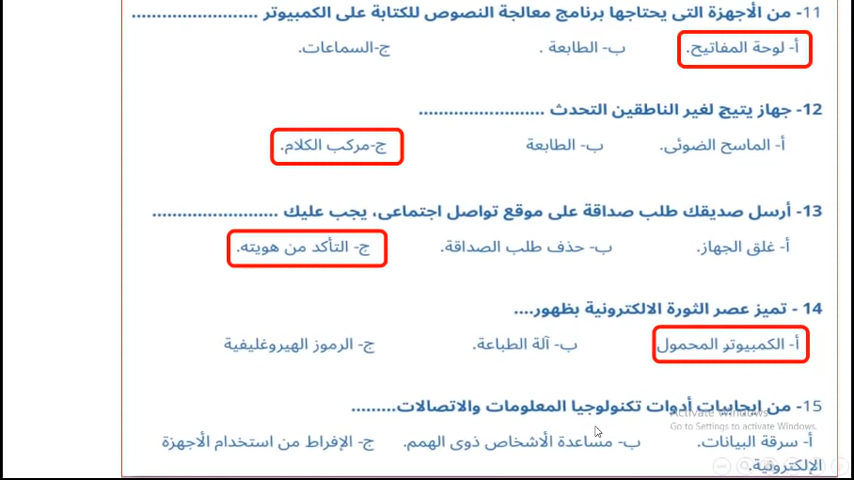 11- من الأجهزة التى يحتاجها برنامج معالجة النصوص للكتابة على الكمبيوتر .........................
أ- لوحة المفاتيح. ب- الطابعة . ج-السماعات.
12- جهاز يتيح لغير الناطقين التحدث .........................
أ- الماسح الضوئى. ب- الطابعة ج-مركب الكلام.
13- أرسل صديقك طلب صداقة على موقع تواصل اجتماعى، يجب عليك .........................
أ- غلق الجهاز. ب- حذف طلب الصداقة. ج- التأكد من هويته.
14 - تميز عصر الثورة الالكترونية بظهور....
أ- الكمبيوتر المحمول ب- آلة الطباعة. ج- الرموز الهيروغليفية
15- من ايجابيات أدوات تكنولوجيا المعلومات والاتصالات.........
Activate Windows
Go to Settings to activate Windows.
أ- سرقة البيانات. ب- مساعدة الأشخاص ذوى الهمم. ج- الإفراط من استخدام الأجهزة
الإلكترونية.